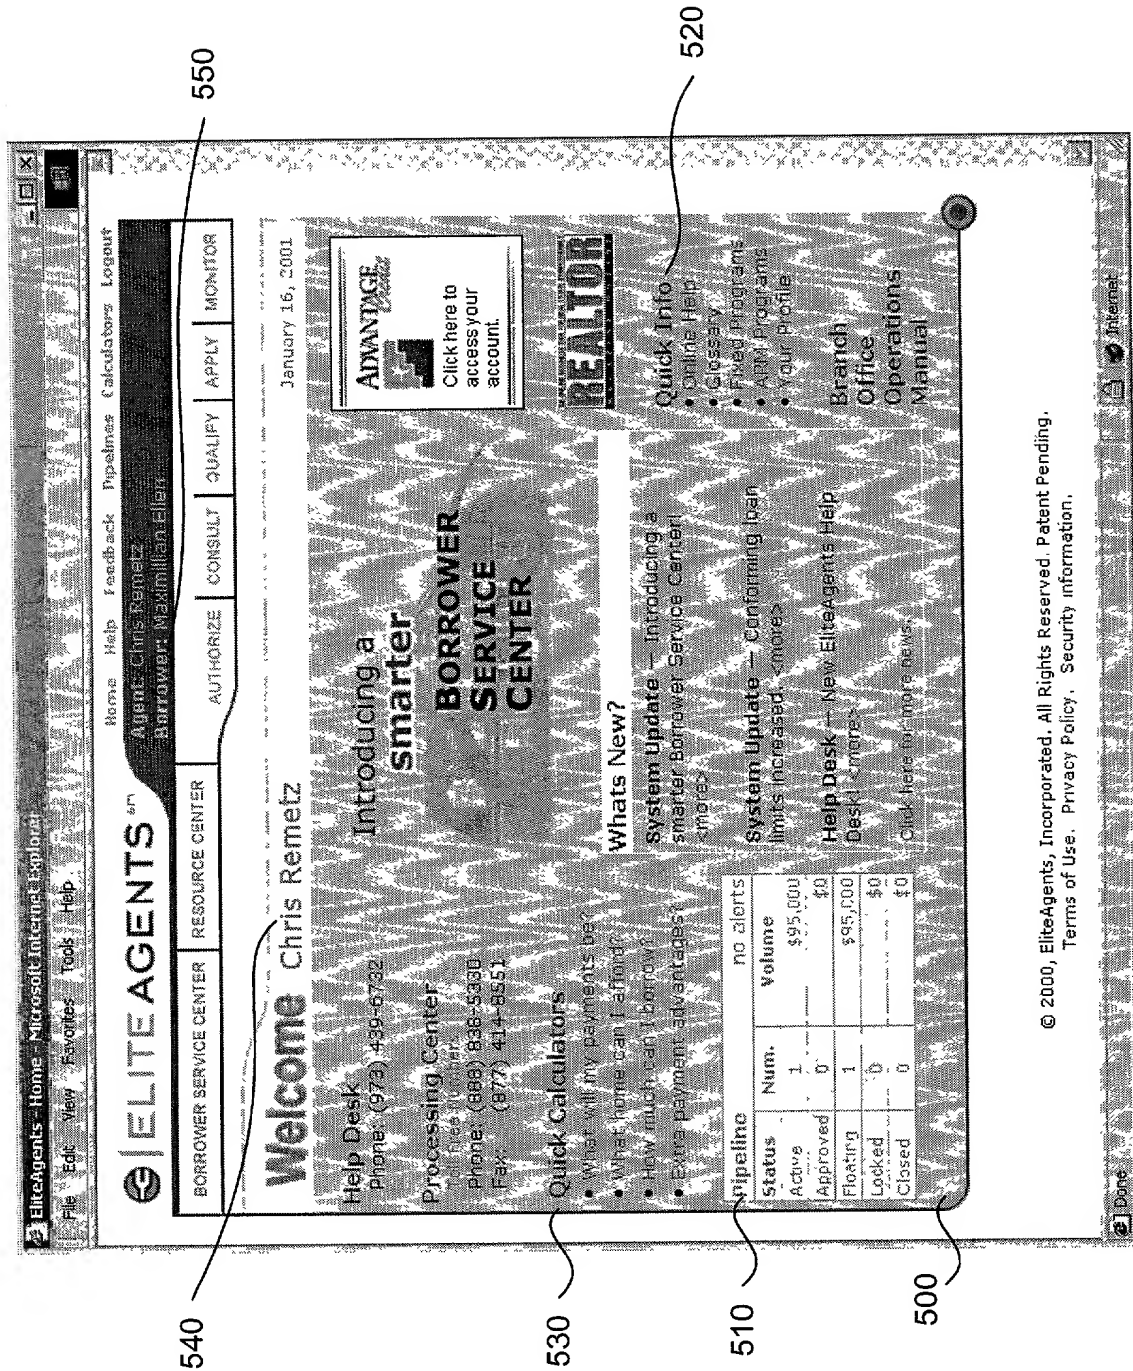 EliteAgents - Home - Microsoft Internet Explorer
File Edit View Favorites Tools Help
Home Help Feedback Pipelines Calculators Logout
e | ELITE AGENTS sm
Agent: Chris Remetz
Borrower: Maximillian Ellen
BORROWER SERVICE CENTER RESOURCE CENTER AUTHORIZE CONSULT QUALIFY APPLY MONITOR
Welcome Chris Remetz
January 16, 2001
Help Desk
Phone: (973) 439-6732
Processing Center
Phone: (888) 838-5330
Fax: (877) 414-8551
Quick Calculators
• What will my payments be?
• What home can I afford?
• How much can I borrow?
• Extra payment advantages?
pipeline no alerts
Status Num. Volume
Active 1 $95,000
Approved 0 $0
Floating 1 $95,000
Locked 0 $0
Closed 0 $0
Introducing a
smarter
BORROWER
SERVICE
CENTER
Whats New?
System Update — Introducing a
smarter Borrower Service Center!
<more>
System Update — Conforming loan
limits increased. <more>
Help Desk — New EliteAgents Help
Desk! <more>
Click here for more news.
ADVANTAGE
Credit
Click here to
access your
account.
REALTOR
Quick Info
• Online Help
• Glossary
• Fixed Programs
• ARM Programs
• Your Profile
Branch
Office
Operations
Manual
© 2000, EliteAgents, Incorporated. All Rights Reserved. Patent Pending.
Terms of Use. Privacy Policy. Security information.
Done Internet
540
550
530
520
510
500